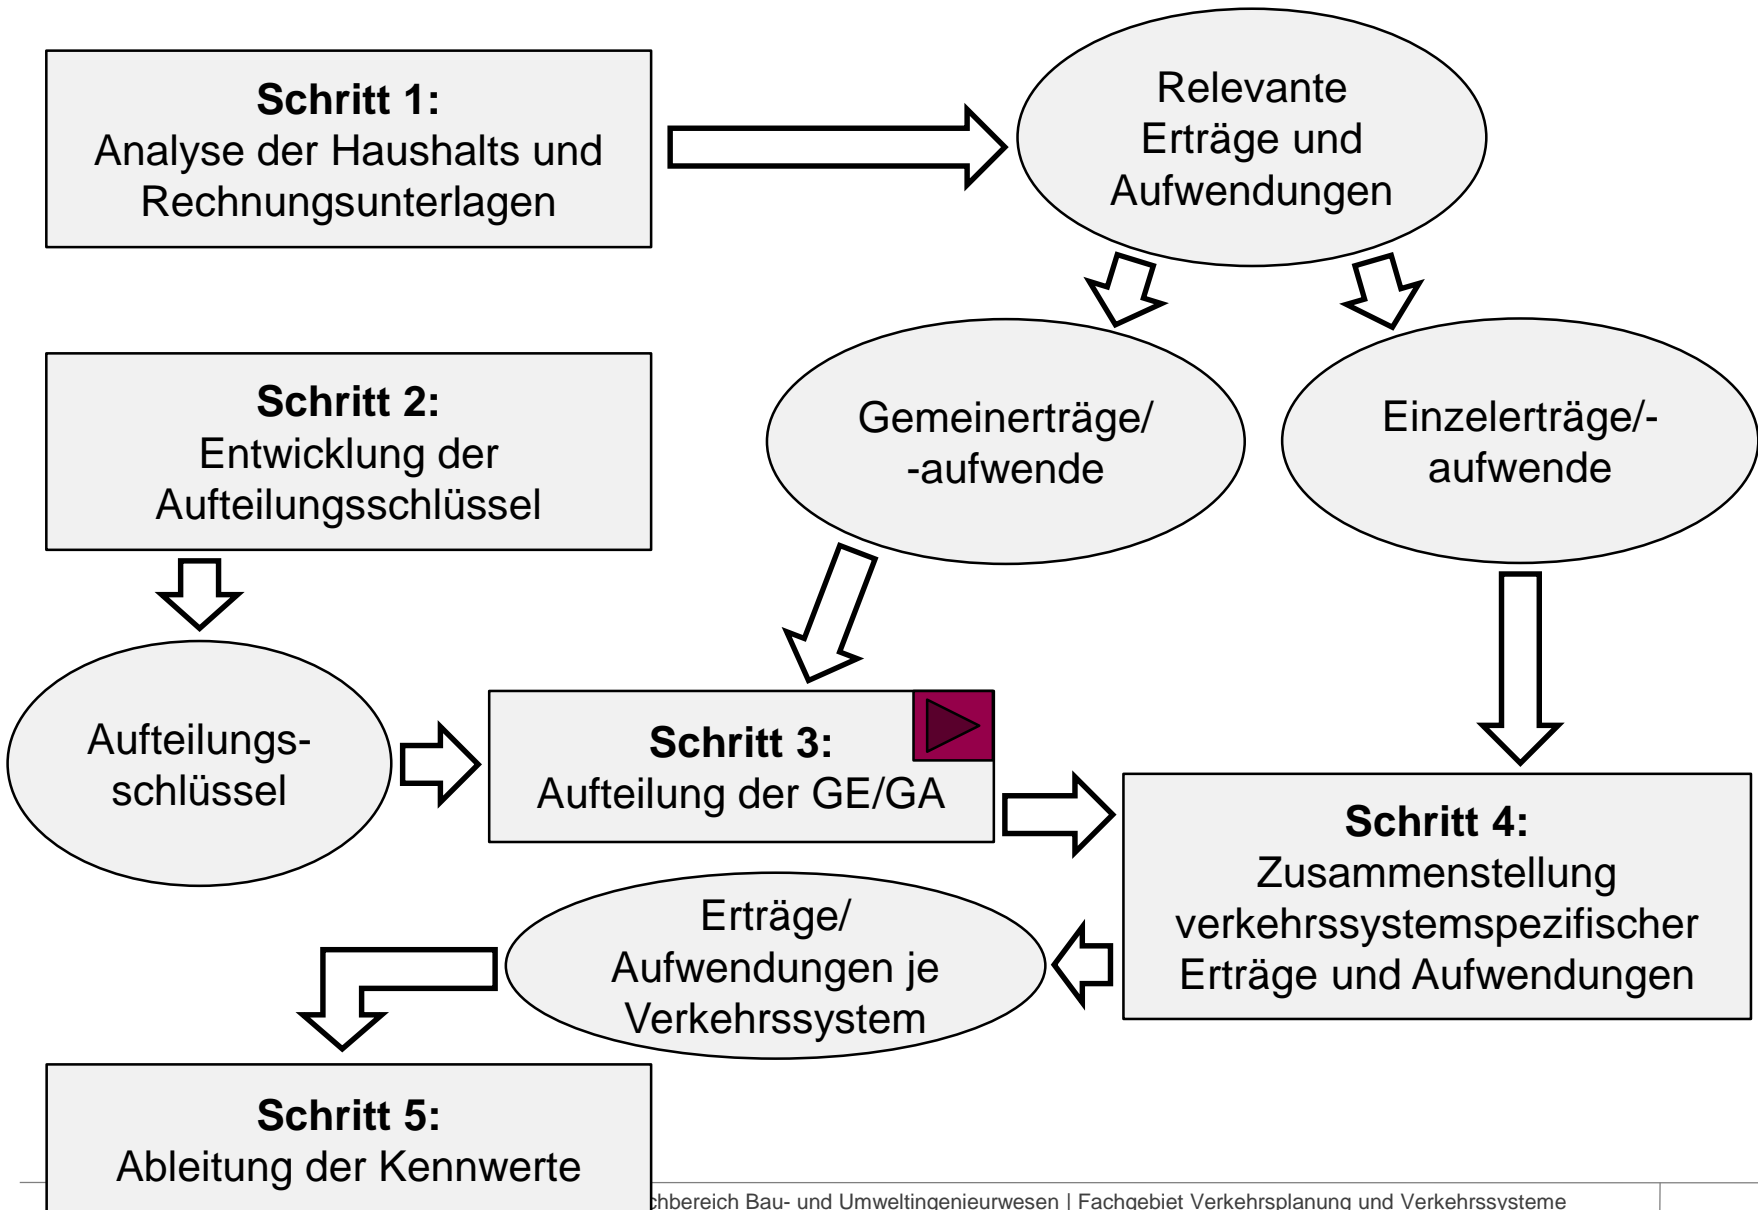 Schritt 1:
Analyse der Haushalts und
Rechnungsunterlagen
Relevante
Erträge und
Aufwendungen
Schritt 2:
Entwicklung der
Aufteilungsschlüssel
Gemeinerträge/
-aufwende
Einzelerträge/-
aufwende
Aufteilungs-
schlüssel
Schritt 3:
Aufteilung der GE/GA
Schritt 4:
Zusammenstellung
verkehrssystemspezifischer
Erträge und Aufwendungen
Erträge/
Aufwendungen je
Verkehrssystem
Schritt 5:
Ableitung der Kennwerte
chbereich Bau- und Umweltingenieurwesen | Fachgebiet Verkehrsplanung und Verkehrssysteme